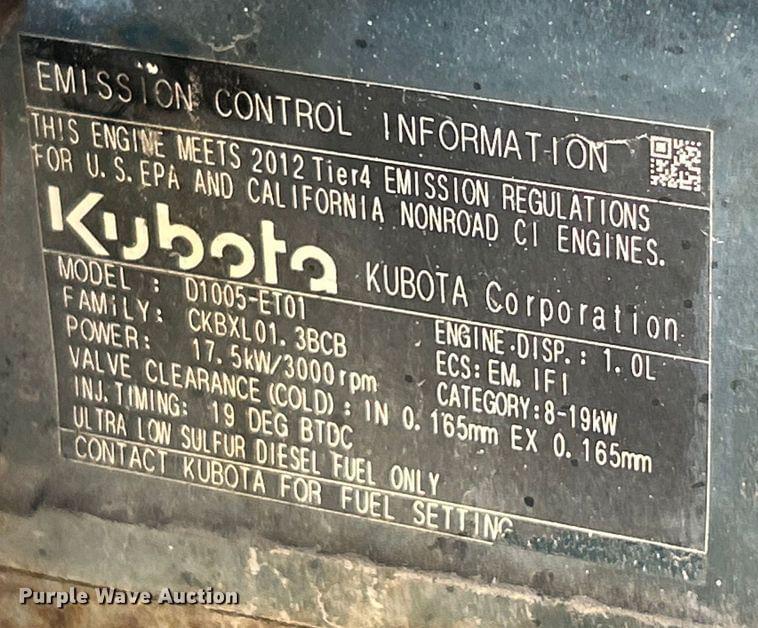 EMISSION CONTROL INFORMATION
THIS ENGINE MEETS 2012 Tier4 EMISSION REGULATIONS
FOR U.S.EPA AND CALIFORNIA NONROAD CI ENGINES.
Kubota KUBOTA Corporation
MODEL : D1005-ET01 ENGINE.DISP.: 1.0L
FAMILY: CKBXL01.3BCB ECS: EM, IFI
POWER: 17.5kW/3000rpm CATEGORY:8-19kW
VALVE CLEARANCE(COLD): IN 0.165mm EX 0.165mm
INJ.TIMING: 19 DEG BTDC
ULTRA LOW SULFUR DIESEL FUEL ONLY
CONTACT KUBOTA FOR FUEL SETTING
Purple Wave Auction